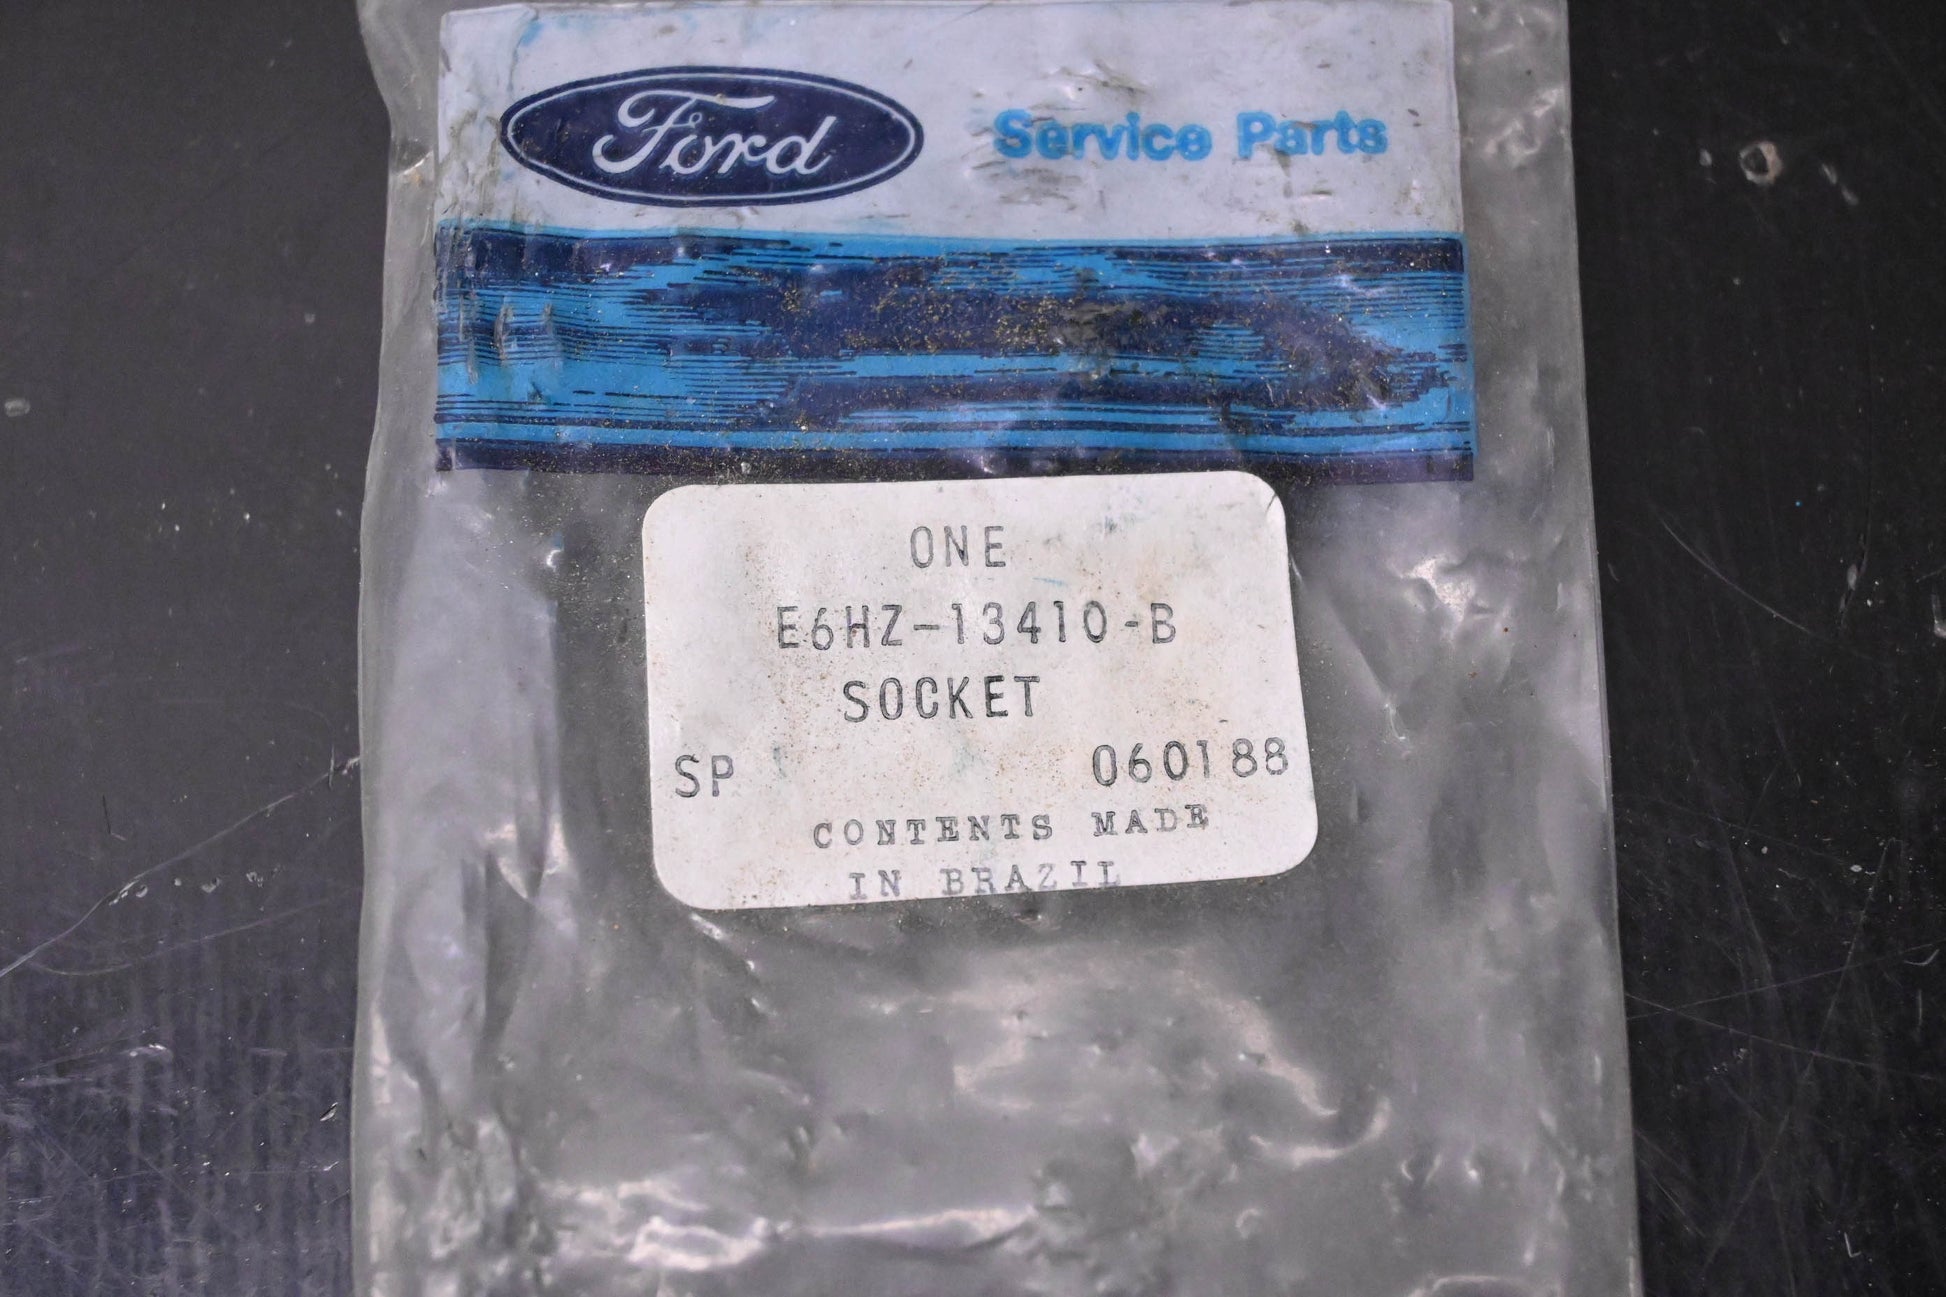 Ford Service Parts
ONE
E6HZ-13410-B
SOCKET
SP 060188
CONTENTS MADE
IN BRAZIL